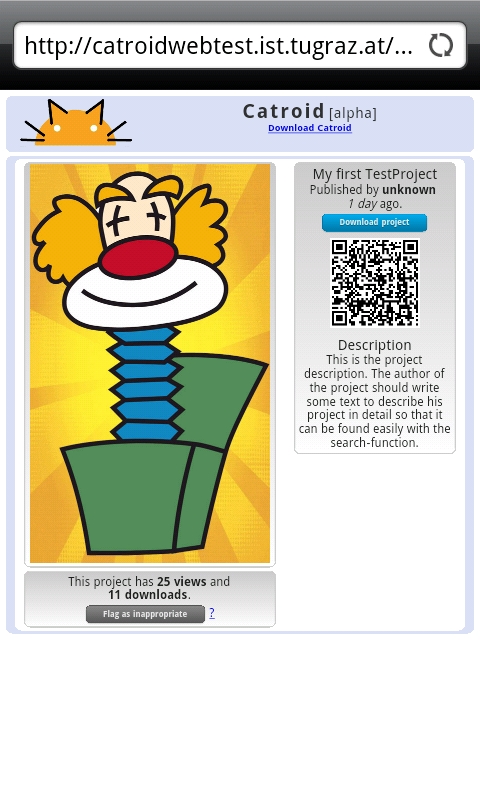 http://catroidwebtest.ist.tugraz.at/...
Catroid [alpha]
Download Catroid
My first TestProject
Published by unknown
1 day ago.
Download project
Description
This is the project
description. The author of
the project should write
some text to describe his
project in detail so that it
can be found easily with the
search-function.
This project has 25 views and
11 downloads.
Flag as inappropriate ?